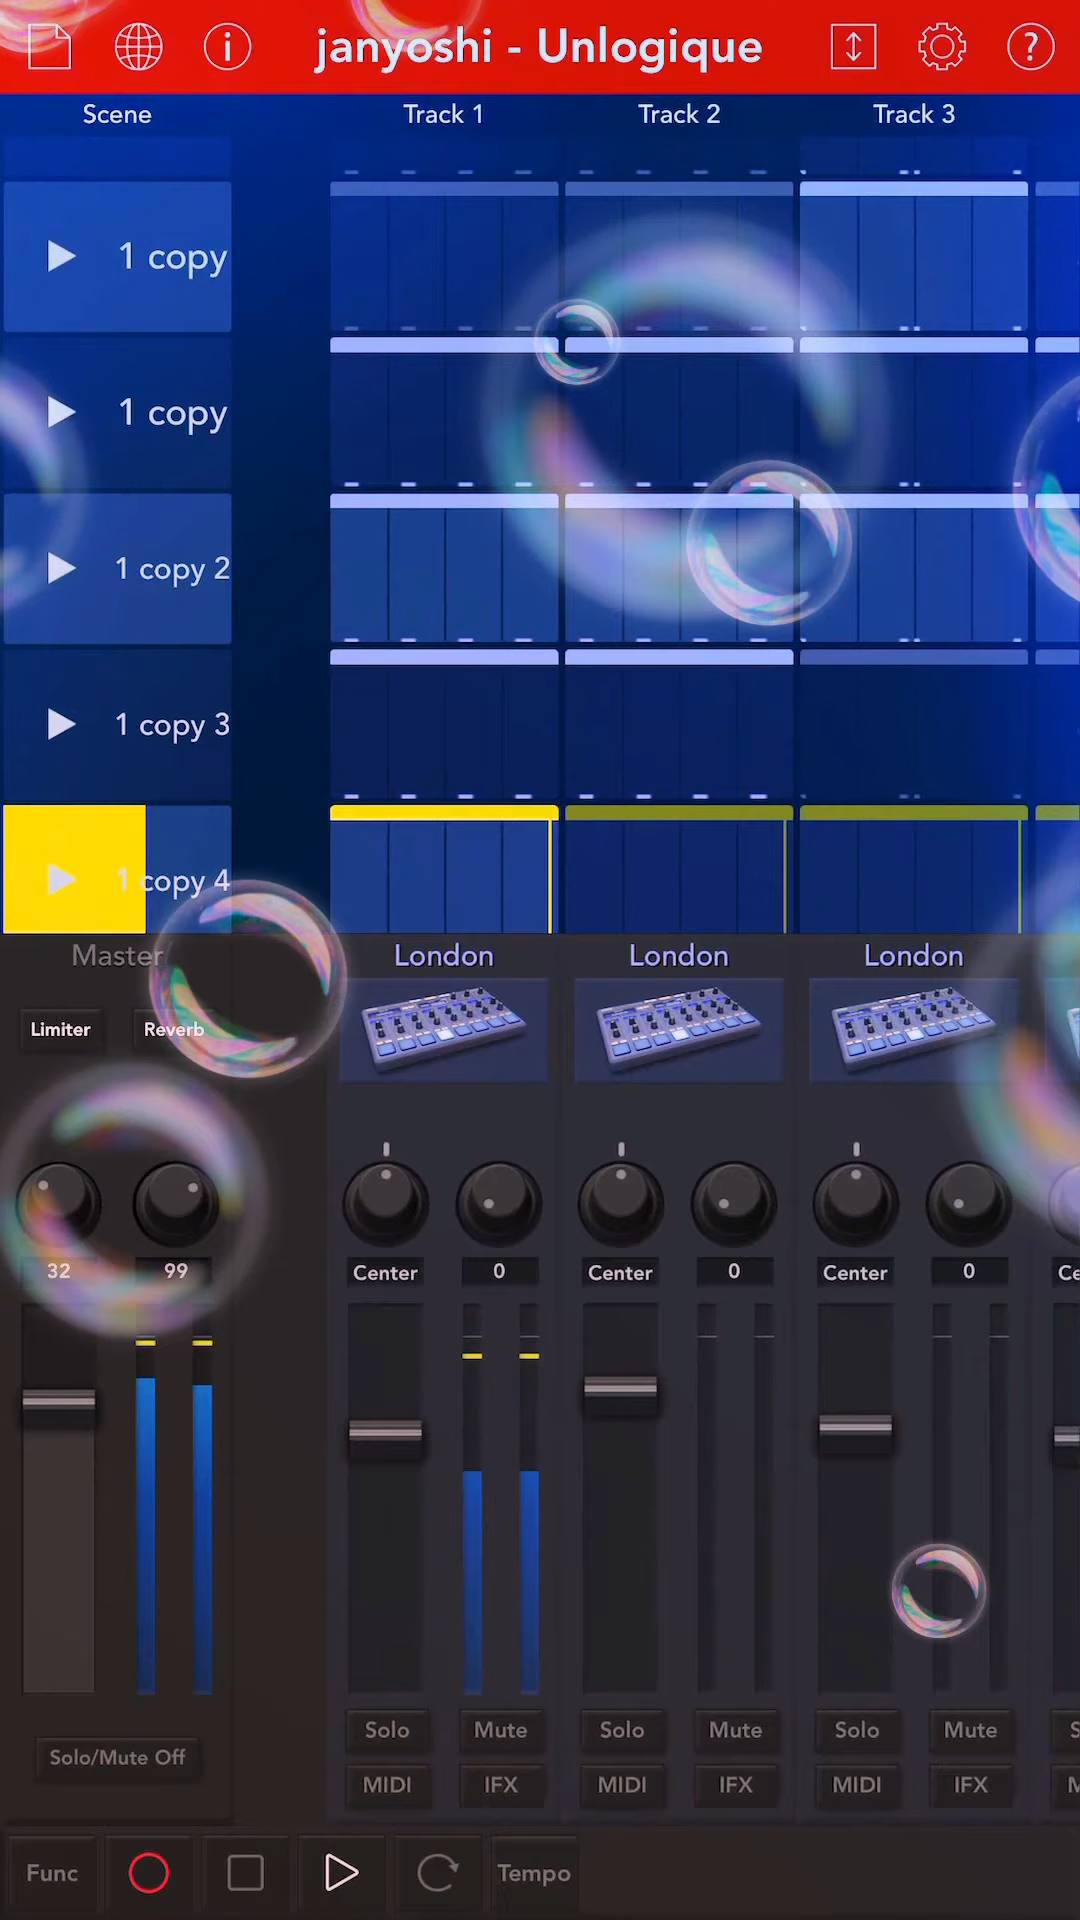 janyoshi - Unlogique
Scene Track 1 Track 2 Track 3
1 copy
1 copy
1 copy 2
1 copy 3
1 copy 4
Master London London London
Limiter Reverb
32 99 Center 0 Center 0 Center 0 Ce
Solo Mute Solo Mute Solo Mute S
Solo/Mute Off
MIDI IFX MIDI IFX MIDI IFX M
Func Tempo